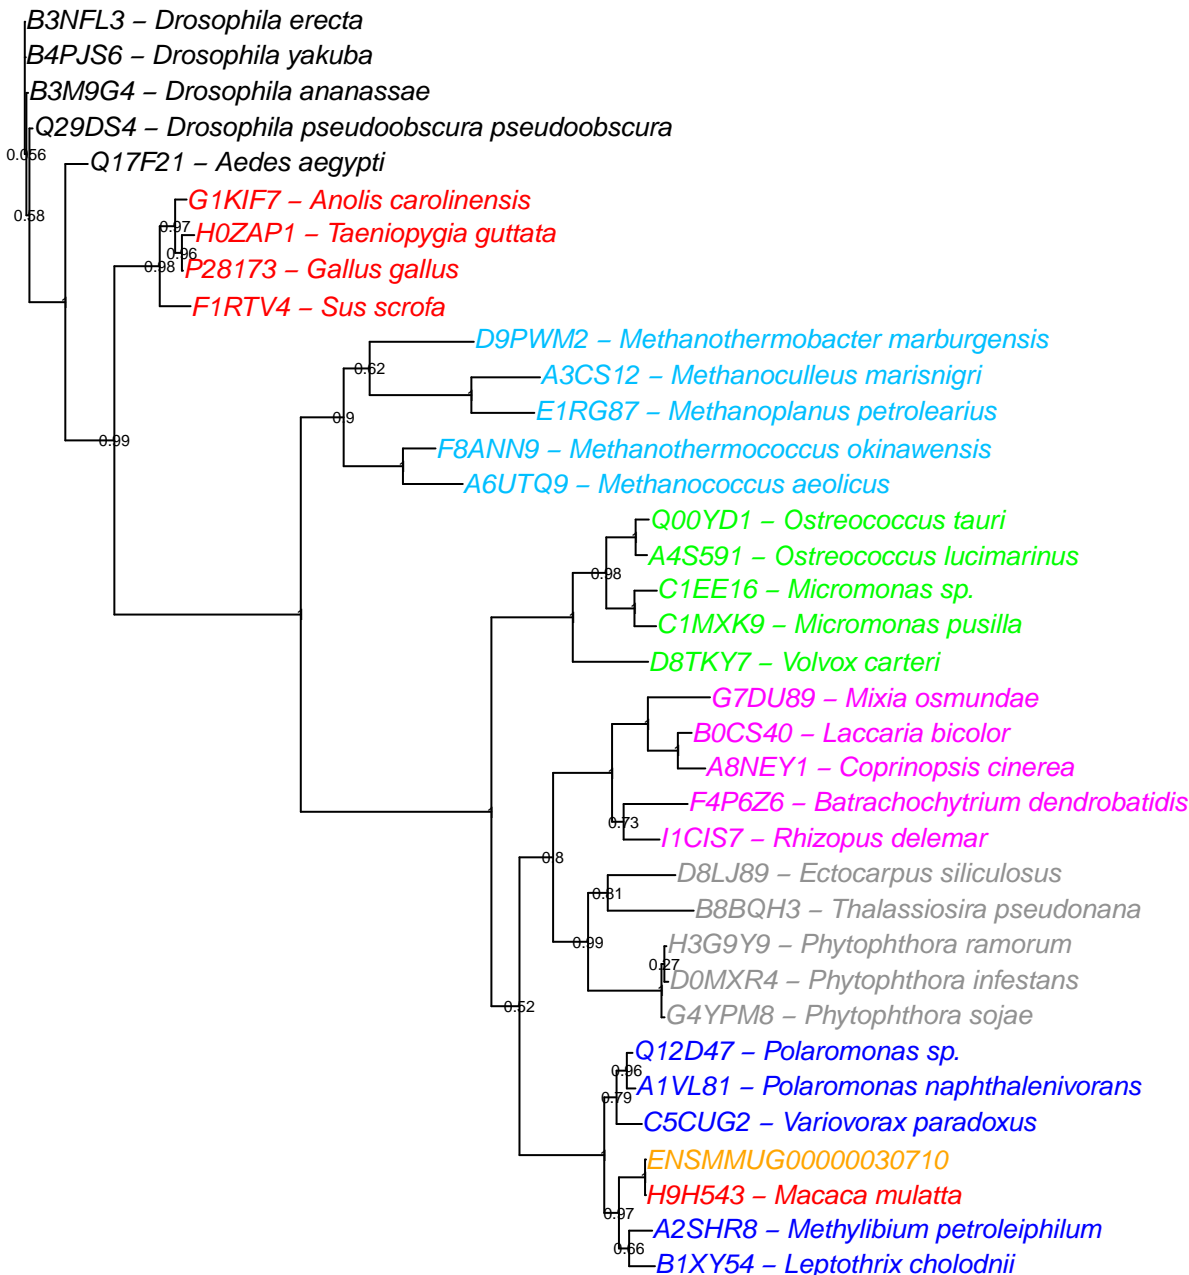 B3NFL3 – Drosophila erecta
B4PJS6 – Drosophila yakuba
B3M9G4 – Drosophila ananassae
Q29DS4 – Drosophila pseudoobscura pseudoobscura
0.056
Q17F21 – Aedes aegypti
G1KIF7 – Anolis carolinensis
0.58
0.97
H0ZAP1 – Taeniopygia guttata
0.96
0.98
P28173 – Gallus gallus
F1RTV4 – Sus scrofa
D9PWM2 – Methanothermobacter marburgensis
0.62
A3CS12 – Methanoculleus marisnigri
E1RG87 – Methanoplanus petrolearius
0.9
0.99
F8ANN9 – Methanothermococcus okinawensis
A6UTQ9 – Methanococcus aeolicus
Q00YD1 – Ostreococcus tauri
A4S591 – Ostreococcus lucimarinus
0.98
C1EE16 – Micromonas sp.
C1MXK9 – Micromonas pusilla
D8TKY7 – Volvox carteri
G7DU89 – Mixia osmundae
B0CS40 – Laccaria bicolor
A8NEY1 – Coprinopsis cinerea
F4P6Z6 – Batrachochytrium dendrobatidis
0.73
I1CIS7 – Rhizopus delemar
0.8
D8LJ89 – Ectocarpus siliculosus
0.81
B8BQH3 – Thalassiosira pseudonana
0.99
H3G9Y9 – Phytophthora ramorum
0.27
D0MXR4 – Phytophthora infestans
0.52
G4YPM8 – Phytophthora sojae
Q12D47 – Polaromonas sp.
0.96
A1VL81 – Polaromonas naphthalenivorans
0.79
C5CUG2 – Variovorax paradoxus
ENSMMUG00000030710
H9H543 – Macaca mulatta
0.97
A2SHR8 – Methylibium petroleiphilum
0.66
B1XY54 – Leptothrix cholodnii